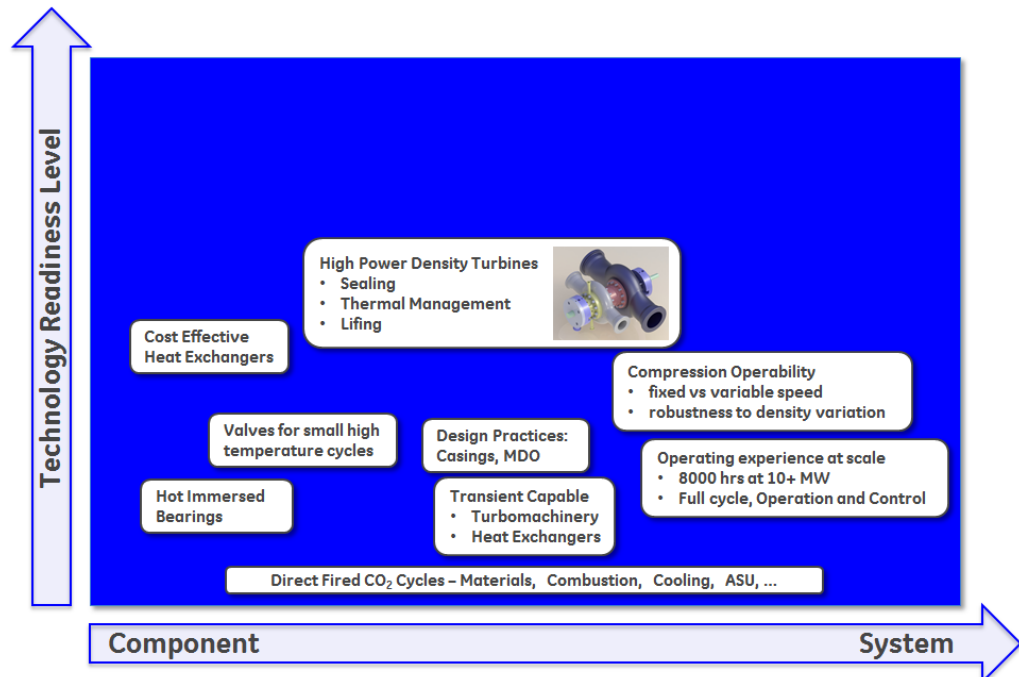 Technology Readiness Level
High Power Density Turbines
• Sealing
• Thermal Management
• Lifing
Cost Effective
Heat Exchangers
Compression Operability
• fixed vs variable speed
• robustness to density variation
Valves for small high
temperature cycles
Design Practices:
Casings, MDO
Operating experience at scale
• 8000 hrs at 10+ MW
• Full cycle, Operation and Control
Hot Immersed
Bearings
Transient Capable
• Turbomachinery
• Heat Exchangers
Direct Fired CO₂ Cycles – Materials, Combustion, Cooling, ASU, ...
Component
System